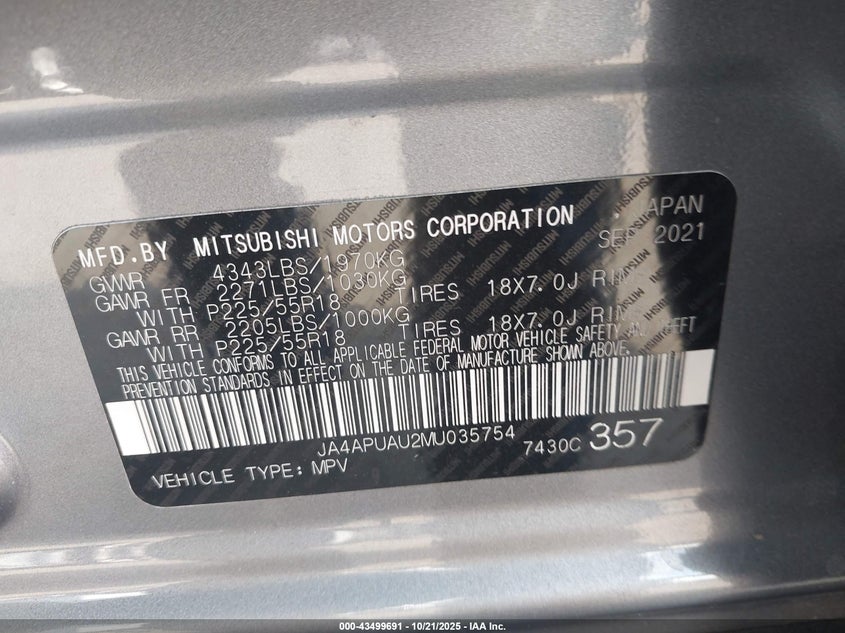 MFD.BY MITSUBISHI MOTORS CORPORATION JAPAN
GVWR 4343LBS/1970KG SEP 2021
GAWR FR 2271LBS/1030KG
WITH P225/55R18 TIRES 18X7.0J RIM
GAWR RR 2205LBS/1000KG
WITH P225/55R18 TIRES 18X7.0J RIM
THIS VEHICLE CONFORMS TO ALL APPLICABLE FEDERAL MOTOR VEHICLE SAFETY AND THEFT
PREVENTION STANDARDS IN EFFECT ON THE DATE OF MANUFACTURE SHOWN ABOVE.
JA4APUAU2MU035754
7430C 357
VEHICLE TYPE: MPV
000-43499691 - 10/21/2025 - IAA Inc.